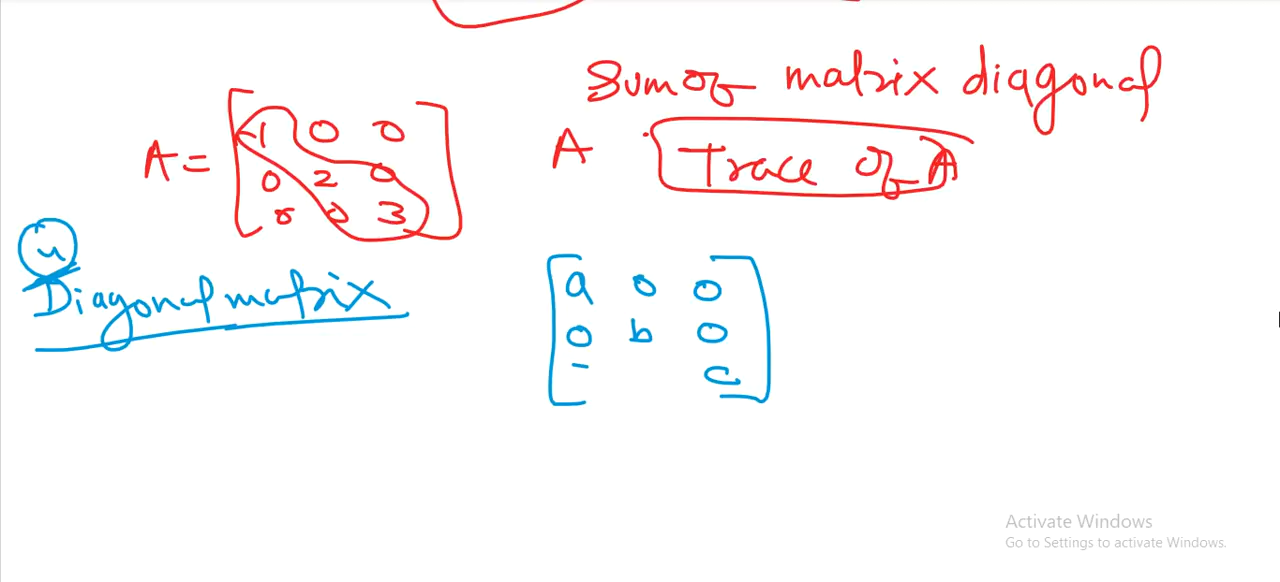 Sum of matrix diagonal
A = [-1 0 0
0 2 0
0 0 3]
A Trace of A
4
Diagonal matrix
[a 0 0
0 b 0
- c]
Activate Windows
Go to Settings to activate Windows.